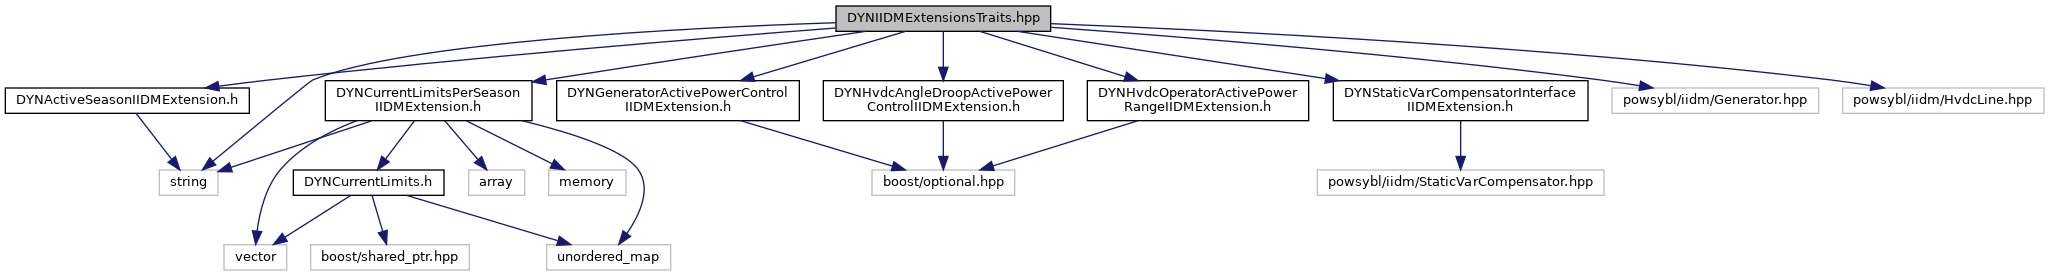 DYNIIDMExtensionsTraits.hpp
DYNActiveSeasonIIDMExtension.h
DYNCurrentLimitsPerSeason
IIDMExtension.h
DYNGeneratorActivePowerControl
IIDMExtension.h
DYNHvdcAngleDroopActivePower
ControlIIDMExtension.h
DYNHvdcOperatorActivePower
RangeIIDMExtension.h
DYNStaticVarCompensatorInterface
IIDMExtension.h
powsybl/iidm/Generator.hpp
powsybl/iidm/HvdcLine.hpp
string
DYNCurrentLimits.h
array
memory
boost/optional.hpp
powsybl/iidm/StaticVarCompensator.hpp
vector
boost/shared_ptr.hpp
unordered_map